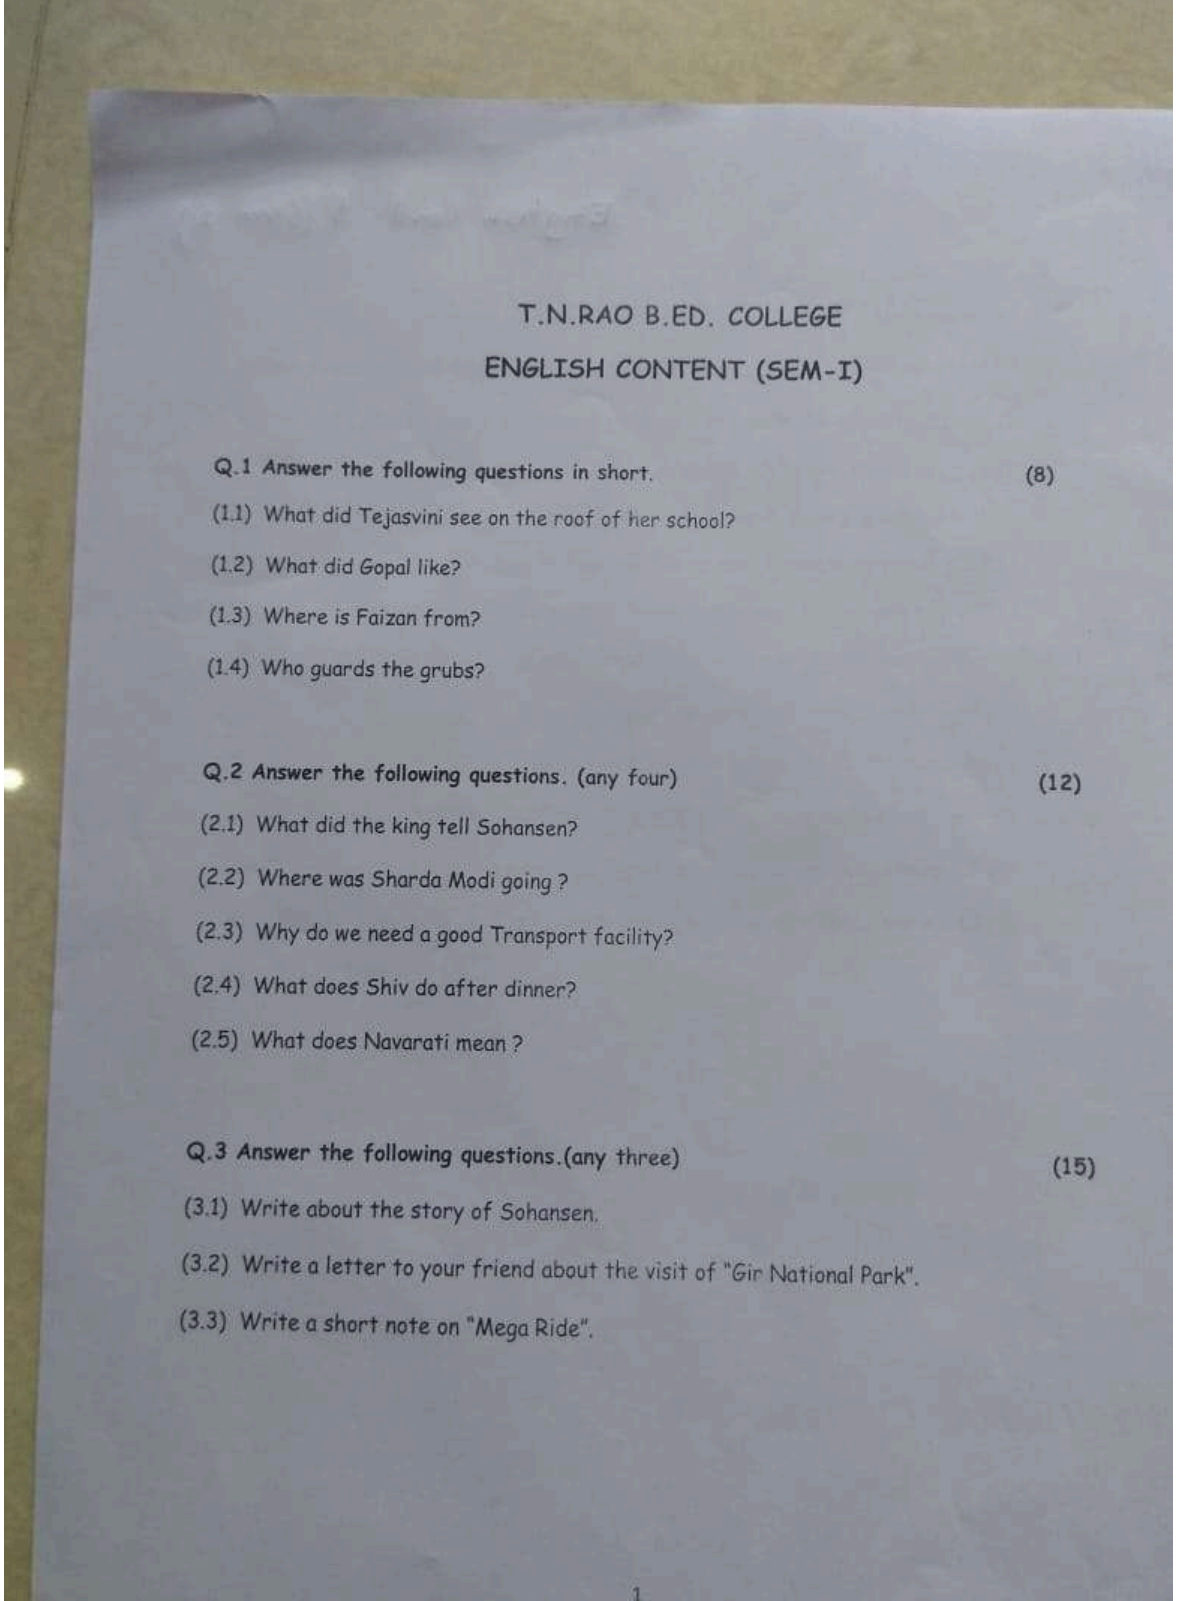 T.N.RAO B.ED. COLLEGE
ENGLISH CONTENT (SEM-I)
Q.1 Answer the following questions in short. (8)
(1.1) What did Tejasvini see on the roof of her school?
(1.2) What did Gopal like?
(1.3) Where is Faizan from?
(1.4) Who guards the grubs?
Q.2 Answer the following questions. (any four) (12)
(2.1) What did the king tell Sohansen?
(2.2) Where was Sharda Modi going ?
(2.3) Why do we need a good Transport facility?
(2.4) What does Shiv do after dinner?
(2.5) What does Navarati mean ?
Q.3 Answer the following questions.(any three) (15)
(3.1) Write about the story of Sohansen.
(3.2) Write a letter to your friend about the visit of "Gir National Park".
(3.3) Write a short note on "Mega Ride".
1